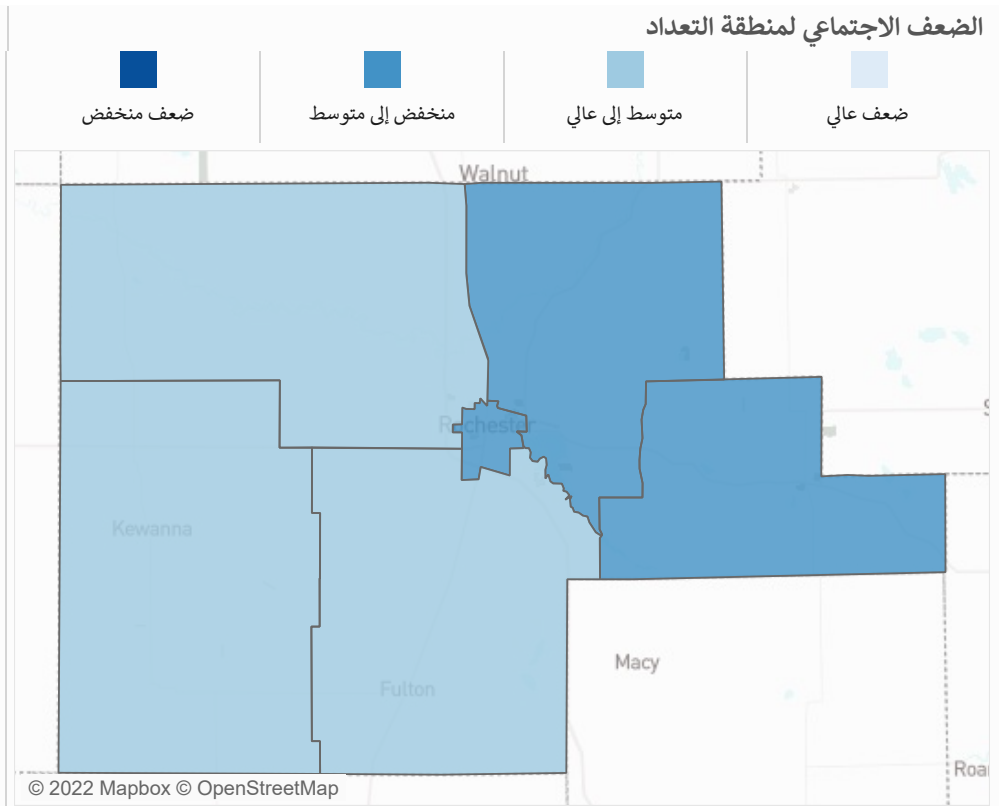 الضعف الاجتماعي لمنطقة التعداد
ضعف عالي
متوسط إلى عالي
منخفض إلى متوسط
ضعف منخفض
Walnut
Rochester
Kewanna
Macy
Fulton
Roa
© 2022 Mapbox © OpenStreetMap